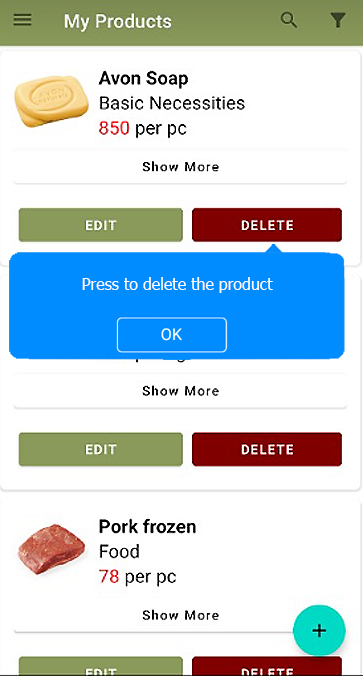 My Products
AVON
Avon Soap
Basic Necessities
850 per pc
Show More
EDIT
DELETE
Press to delete the product
OK
Show More
EDIT
DELETE
Pork frozen
Food
78 per pc
Show More
+
EDIT
DELETE